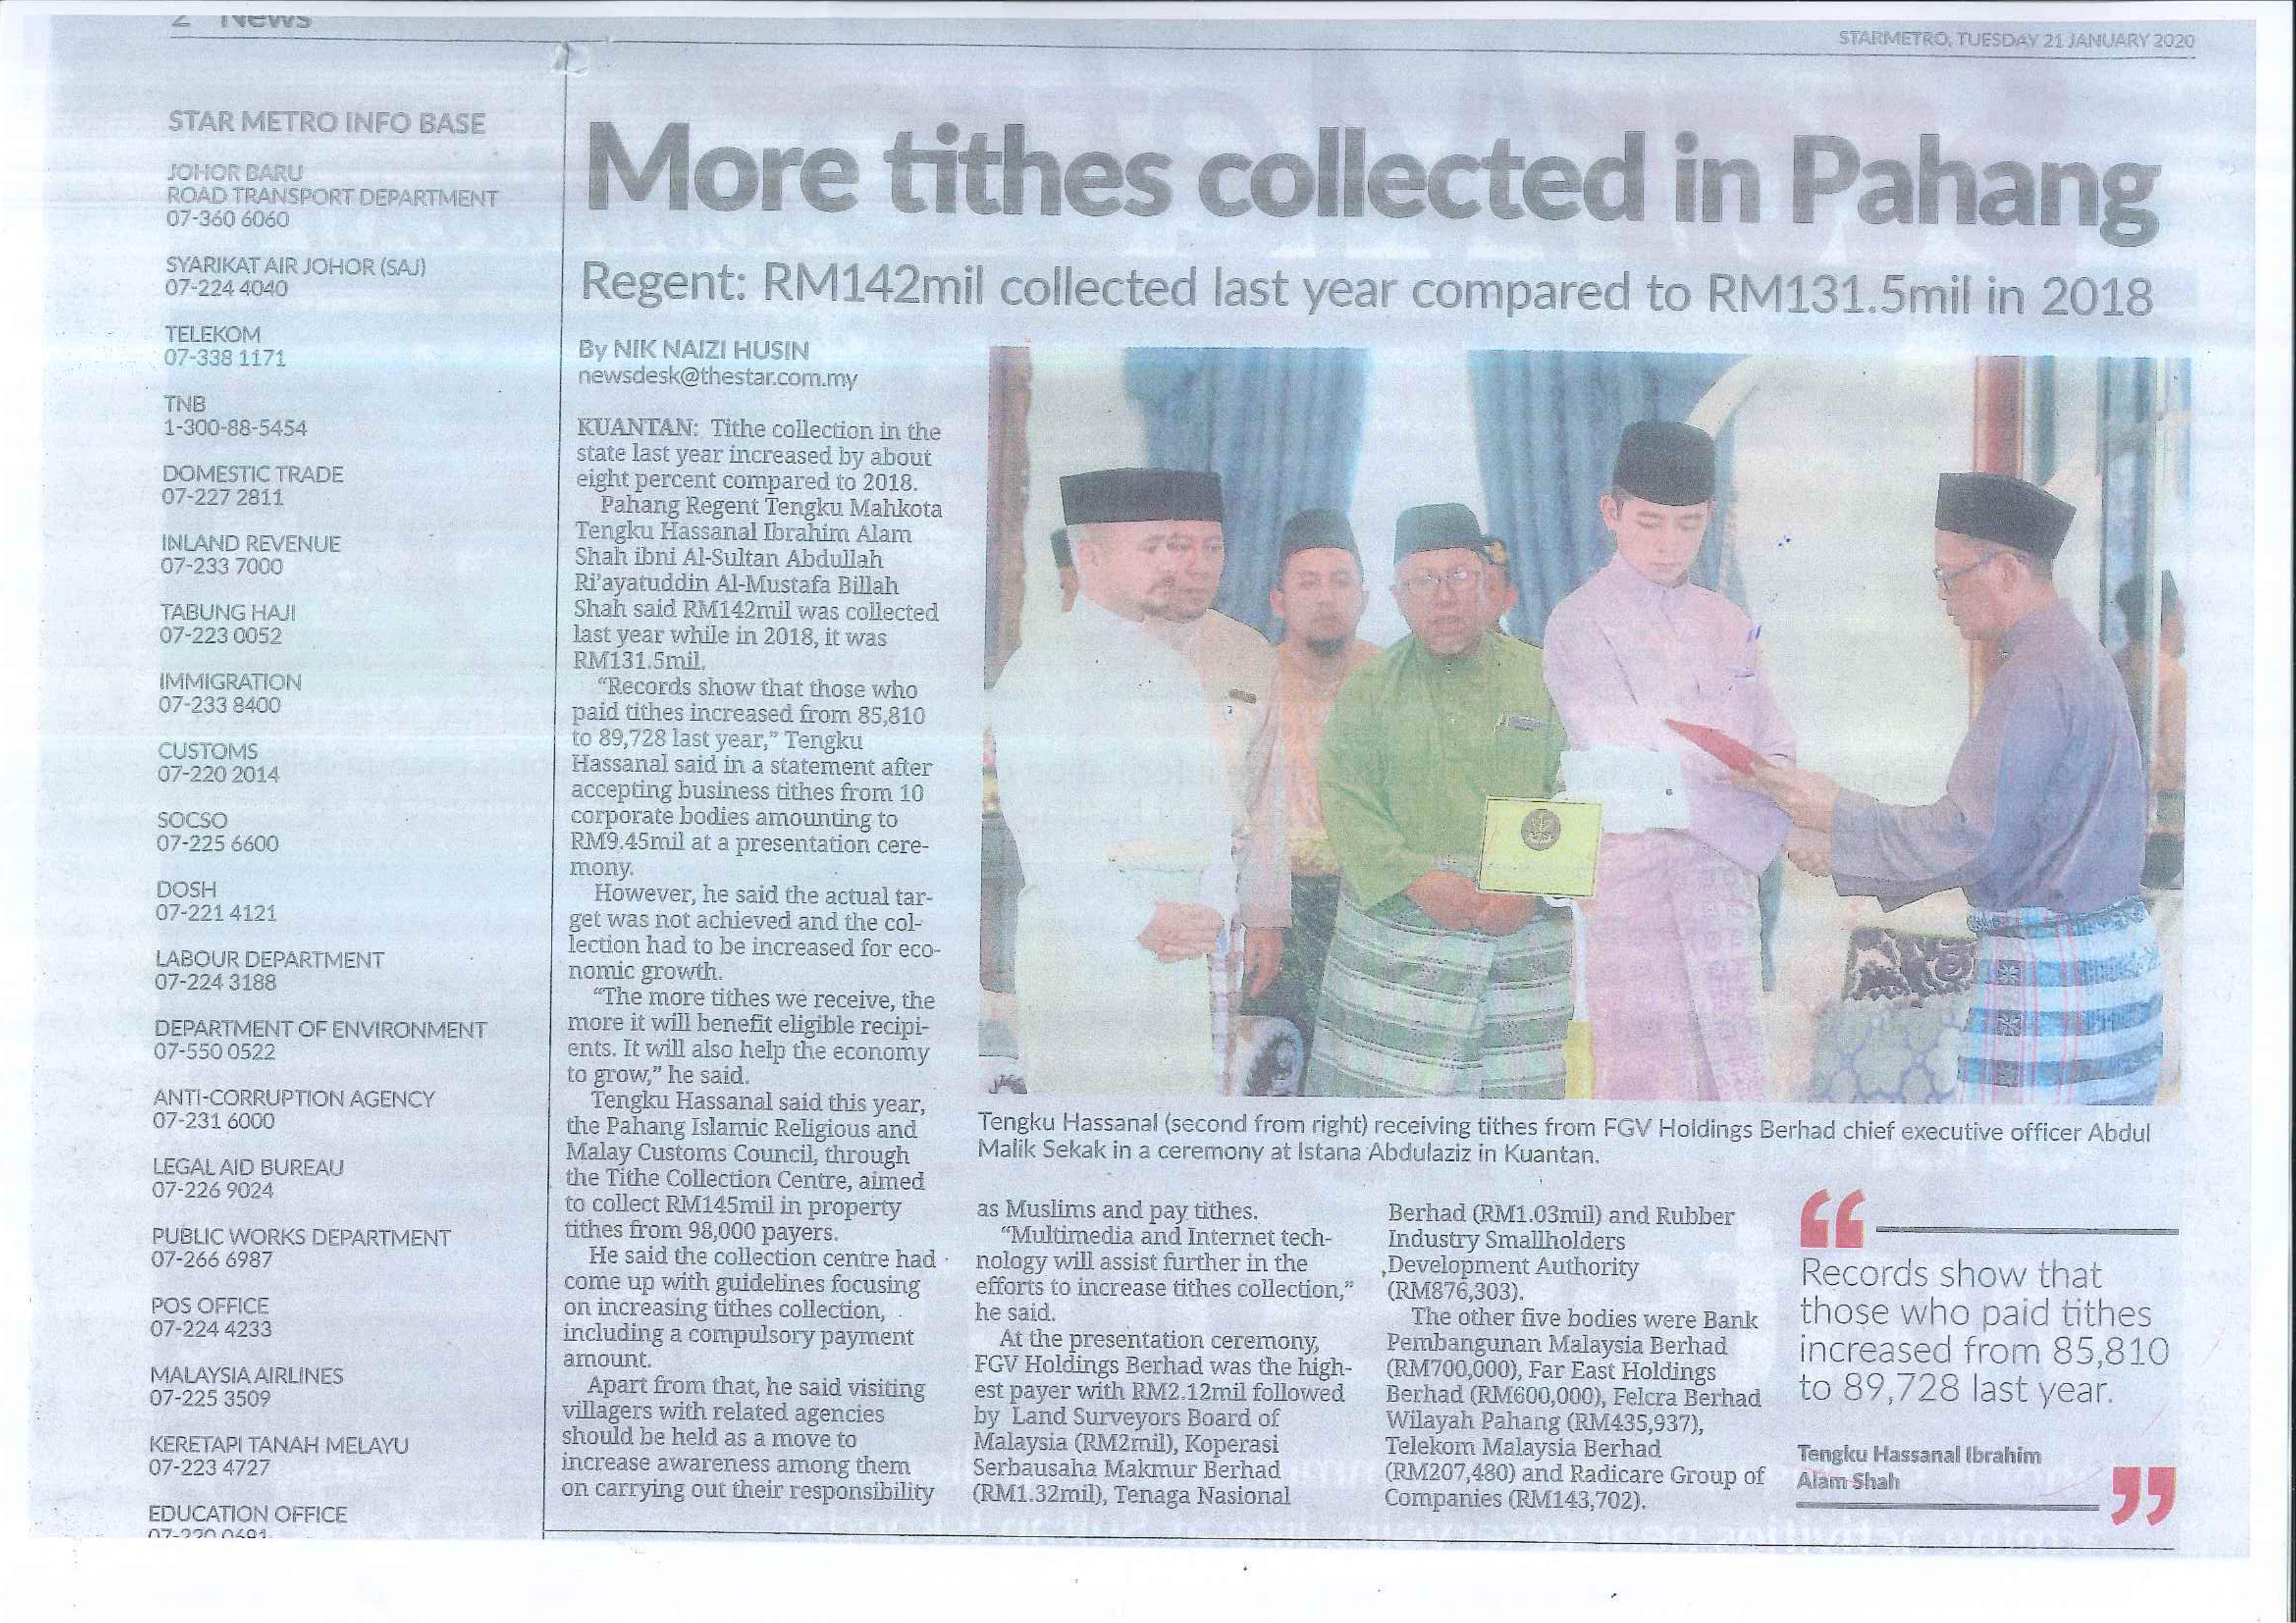 2 News
STARMETRO, TUESDAY 21 JANUARY 2020
STAR METRO INFO BASE
JOHOR BARU
ROAD TRANSPORT DEPARTMENT
07-360 6060
SYARIKAT AIR JOHOR (SAJ)
07-224 4040
TELEKOM
07-338 1171
TNB
1-300-88-5454
DOMESTIC TRADE
07-227 2811
INLAND REVENUE
07-233 7000
TABUNG HAJI
07-223 0052
IMMIGRATION
07-233 8400
CUSTOMS
07-220 2014
SOCSO
07-225 6600
DOSH
07-221 4121
LABOUR DEPARTMENT
07-224 3188
DEPARTMENT OF ENVIRONMENT
07-550 0522
ANTI-CORRUPTION AGENCY
07-231 6000
LEGAL AID BUREAU
07-226 9024
PUBLIC WORKS DEPARTMENT
07-266 6987
POS OFFICE
07-224 4233
MALAYSIA AIRLINES
07-225 3509
KERETAPI TANAH MELAYU
07-223 4727
EDUCATION OFFICE
More tithes collected in Pahang
Regent: RM142mil collected last year compared to RM131.5mil in 2018
By NIK NAIZI HUSIN
newsdesk@thestar.com.my
KUANTAN: Tithe collection in the
state last year increased by about
eight percent compared to 2018.
Pahang Regent Tengku Mahkota
Tengku Hassanal Ibrahim Alam
Shah ibni Al-Sultan Abdullah
Ri'ayatuddin Al-Mustafa Billah
Shah said RM142mil was collected
last year while in 2018, it was
RM131.5mil.
"Records show that those who
paid tithes increased from 85,810
to 89,728 last year," Tengku
Hassanal said in a statement after
accepting business tithes from 10
corporate bodies amounting to
RM9.45mil at a presentation cere-
mony.
However, he said the actual tar-
get was not achieved and the col-
lection had to be increased for eco-
nomic growth.
"The more tithes we receive, the
more it will benefit eligible recipi-
ents. It will also help the economy
to grow," he said.
Tengku Hassanal said this year,
the Pahang Islamic Religious and
Malay Customs Council, through
the Tithe Collection Centre, aimed
to collect RM145mil in property
tithes from 98,000 payers.
He said the collection centre had
come up with guidelines focusing
on increasing tithes collection,
including a compulsory payment
amount.
Apart from that, he said visiting
villagers with related agencies
should be held as a move to
increase awareness among them
on carrying out their responsibility
Tengku Hassanal (second from right) receiving tithes from FGV Holdings Berhad chief executive officer Abdul
Malik Sekak in a ceremony at Istana Abdulaziz in Kuantan.
as Muslims and pay tithes.
"Multimedia and Internet tech-
nology will assist further in the
efforts to increase tithes collection,"
he said.
At the presentation ceremony,
FGV Holdings Berhad was the high-
est payer with RM2.12mil followed
by Land Surveyors Board of
Malaysia (RM2mil), Koperasi
Serbausaha Makmur Berhad
(RM1.32mil), Tenaga Nasional
Berhad (RM1.03mil) and Rubber
Industry Smallholders
Development Authority
(RM876,303).
The other five bodies were Bank
Pembangunan Malaysia Berhad
(RM700,000), Far East Holdings
Berhad (RM600,000), Felcra Berhad
Wilayah Pahang (RM435,937),
Telekom Malaysia Berhad
(RM207,480) and Radicare Group of
Companies (RM143,702).
“
Records show that
those who paid tithes
increased from 85,810
to 89,728 last year.
Tengku Hassanal Ibrahim
Alam Shah
”